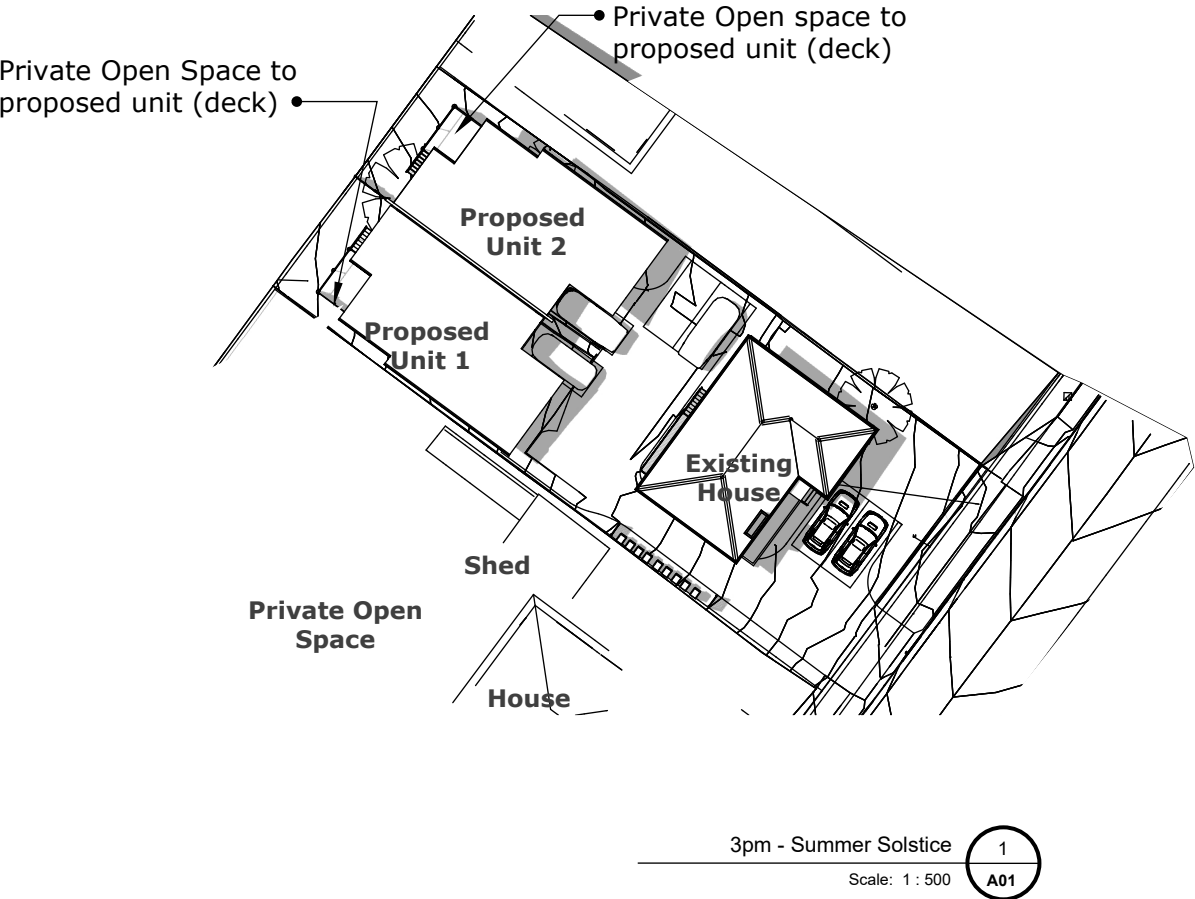 Private Open space to
proposed unit (deck)
Private Open Space to
proposed unit (deck)
Proposed
Unit 2
Proposed
Unit 1
Existing
House
Shed
Private Open
Space
House
3pm - Summer Solstice
1
Scale: 1 : 500
A01